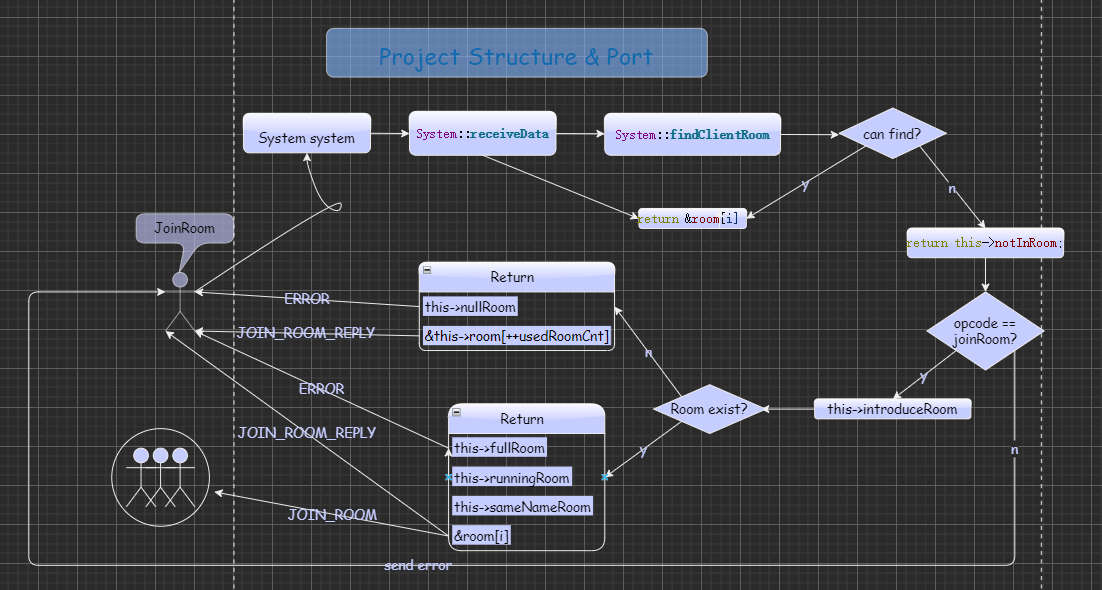 Project Structure & Port
System system
System::receiveData
System::findClientRoom
can find?
y
n
return &room[i]
JoinRoom
return this->notInRoom;
Return
this->nullRoom
&this->room[++usedRoomCnt]
ERROR
JOIN_ROOM_REPLY
opcode ==
joinRoom?
n
y
this->introduceRoom
Room exist?
ERROR
Return
this->fullRoom
this->runningRoom
this->sameNameRoom
&room[i]
JOIN_ROOM_REPLY
y
n
JOIN_ROOM
send error